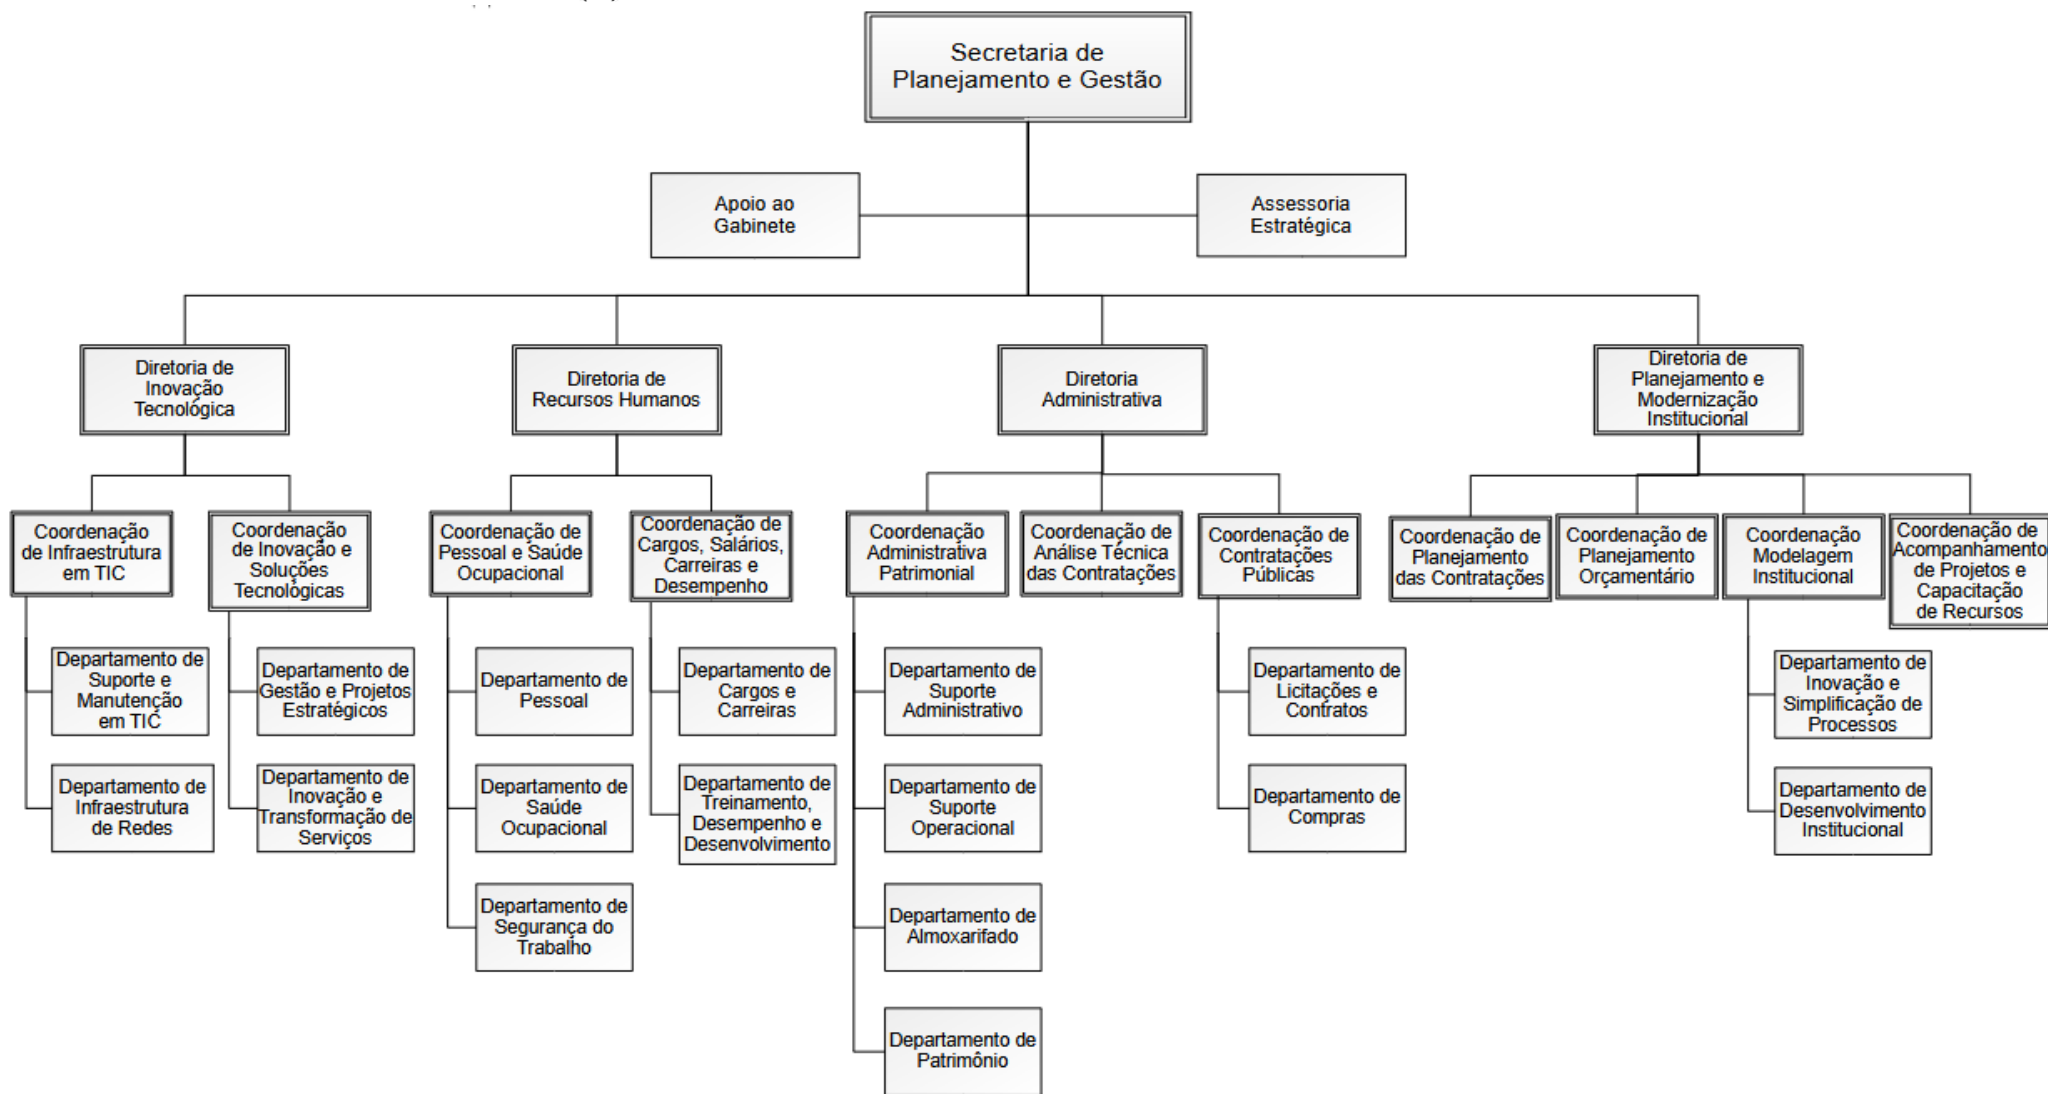 Secretaria de
Planejamento e Gestão
Apoio ao
Gabinete
Assessoria
Estratégica
Diretoria de
Inovação
Tecnológica
Diretoria de
Recursos Humanos
Diretoria
Administrativa
Diretoria de
Planejamento e
Modernização
Institucional
Coordenação
de Infraestrutura
em TIC
Coordenação
de Inovação e
Soluções
Tecnológicas
Coordenação de
Pessoal e Saúde
Ocupacional
Coordenação de
Cargos, Salários,
Carreiras e
Desempenho
Coordenação
Administrativa
Patrimonial
Coordenação de
Análise Técnica
das Contratações
Coordenação de
Contratações
Públicas
Coordenação de
Planejamento
das Contratações
Coordenação de
Planejamento
Orçamentário
Coordenação
Modelagem
Institucional
Coordenação de
Acompanhamento
de Projetos e
Capacitação
de Recursos
Departamento de
Suporte e
Manutenção
em TIC
Departamento de
Gestão e Projetos
Estratégicos
Departamento de
Pessoal
Departamento de
Cargos e
Carreiras
Departamento de
Suporte
Administrativo
Departamento de
Licitações e
Contratos
Departamento de
Inovação e
Simplificação de
Processos
Departamento de
Infraestrutura
de Redes
Departamento de
Inovação e
Transformação de
Serviços
Departamento de
Saúde
Ocupacional
Departamento de
Treinamento,
Desempenho e
Desenvolvimento
Departamento de
Suporte
Operacional
Departamento de
Compras
Departamento de
Desenvolvimento
Institucional
Departamento de
Segurança do
Trabalho
Departamento de
Almoxarifado
Departamento de
Patrimônio